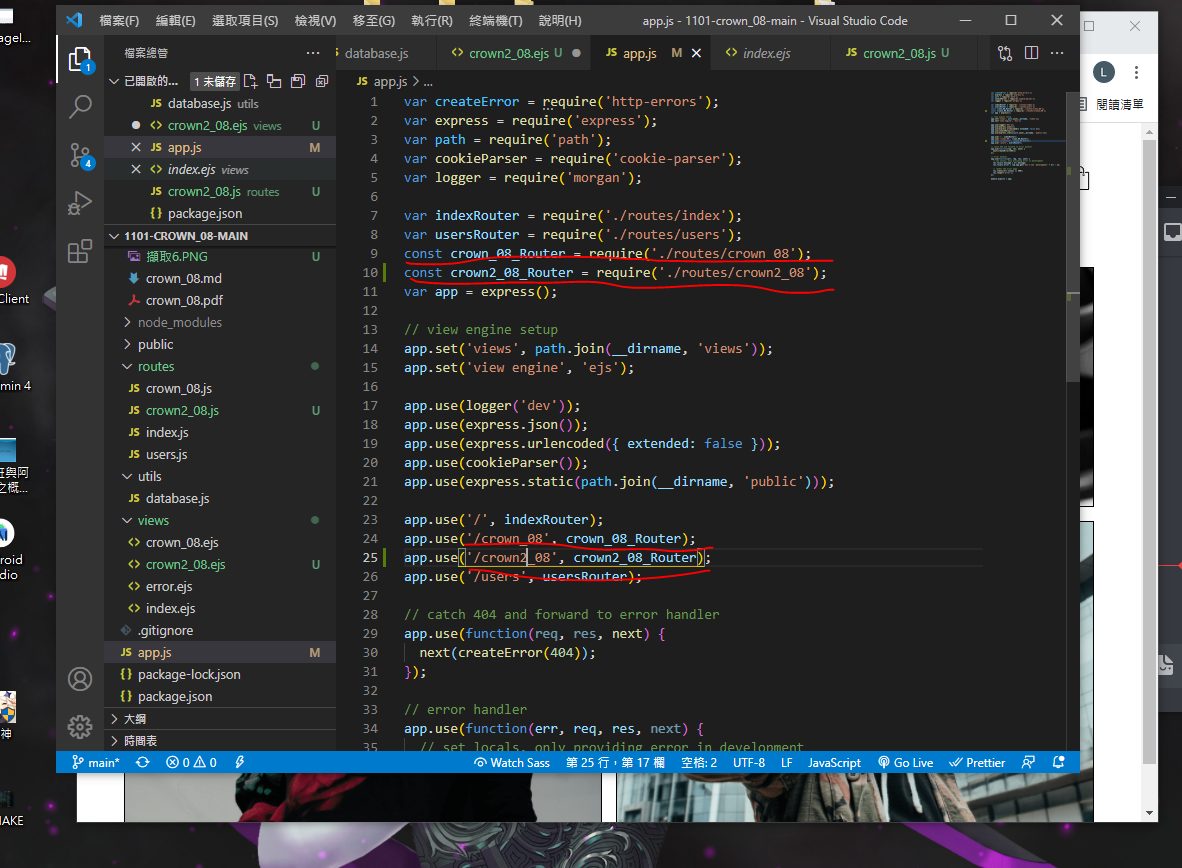 檔案(F) 編輯(E) 選取項目(S) 檢視(V) 移至(G) 執行(R) 終端機(T) 說明(H) app.js - 1101-crown_08-main - Visual Studio Code
檔案總管
database.js crown2_08.ejs U app.js M index.ejs crown2_08.js U
已開啟的... 1 未儲存
database.js utils
crown2_08.ejs views U
app.js M
index.ejs views
crown2_08.js routes U
package.json
1101-CROWN_08-MAIN
擷取6.PNG U
crown_08.md
crown_08.pdf
node_modules
public
routes
crown_08.js
crown2_08.js U
index.js
users.js
utils
database.js
views
crown_08.ejs
crown2_08.ejs U
error.ejs
index.ejs
.gitignore
app.js M
package-lock.json
package.json
大綱
時間表
app.js > ...
1 var createError = require('http-errors');
2 var express = require('express');
3 var path = require('path');
4 var cookieParser = require('cookie-parser');
5 var logger = require('morgan');
6
7 var indexRouter = require('./routes/index');
8 var usersRouter = require('./routes/users');
9 const crown_08_Router = require('./routes/crown_08');
10 const crown2_08_Router = require('./routes/crown2_08');
11 var app = express();
12
13 // view engine setup
14 app.set('views', path.join(__dirname, 'views'));
15 app.set('view engine', 'ejs');
16
17 app.use(logger('dev'));
18 app.use(express.json());
19 app.use(express.urlencoded({ extended: false }));
20 app.use(cookieParser());
21 app.use(express.static(path.join(__dirname, 'public')));
22
23 app.use('/', indexRouter);
24 app.use('/crown_08', crown_08_Router);
25 app.use('/crown2_08', crown2_08_Router);
26 app.use('/users', usersRouter);
27
28 // catch 404 and forward to error handler
29 app.use(function(req, res, next) {
30 next(createError(404));
31 });
32
33 // error handler
34 app.use(function(err, req, res, next) {
35 // set locals, only providing error in development
main* 0 0 Watch Sass 第 25 行，第 17 欄 空格: 2 UTF-8 LF JavaScript Go Live Prettier
1
4
L
閱讀清單
agel...
Client
min 4
之概...
roid
dio
神
MAKE